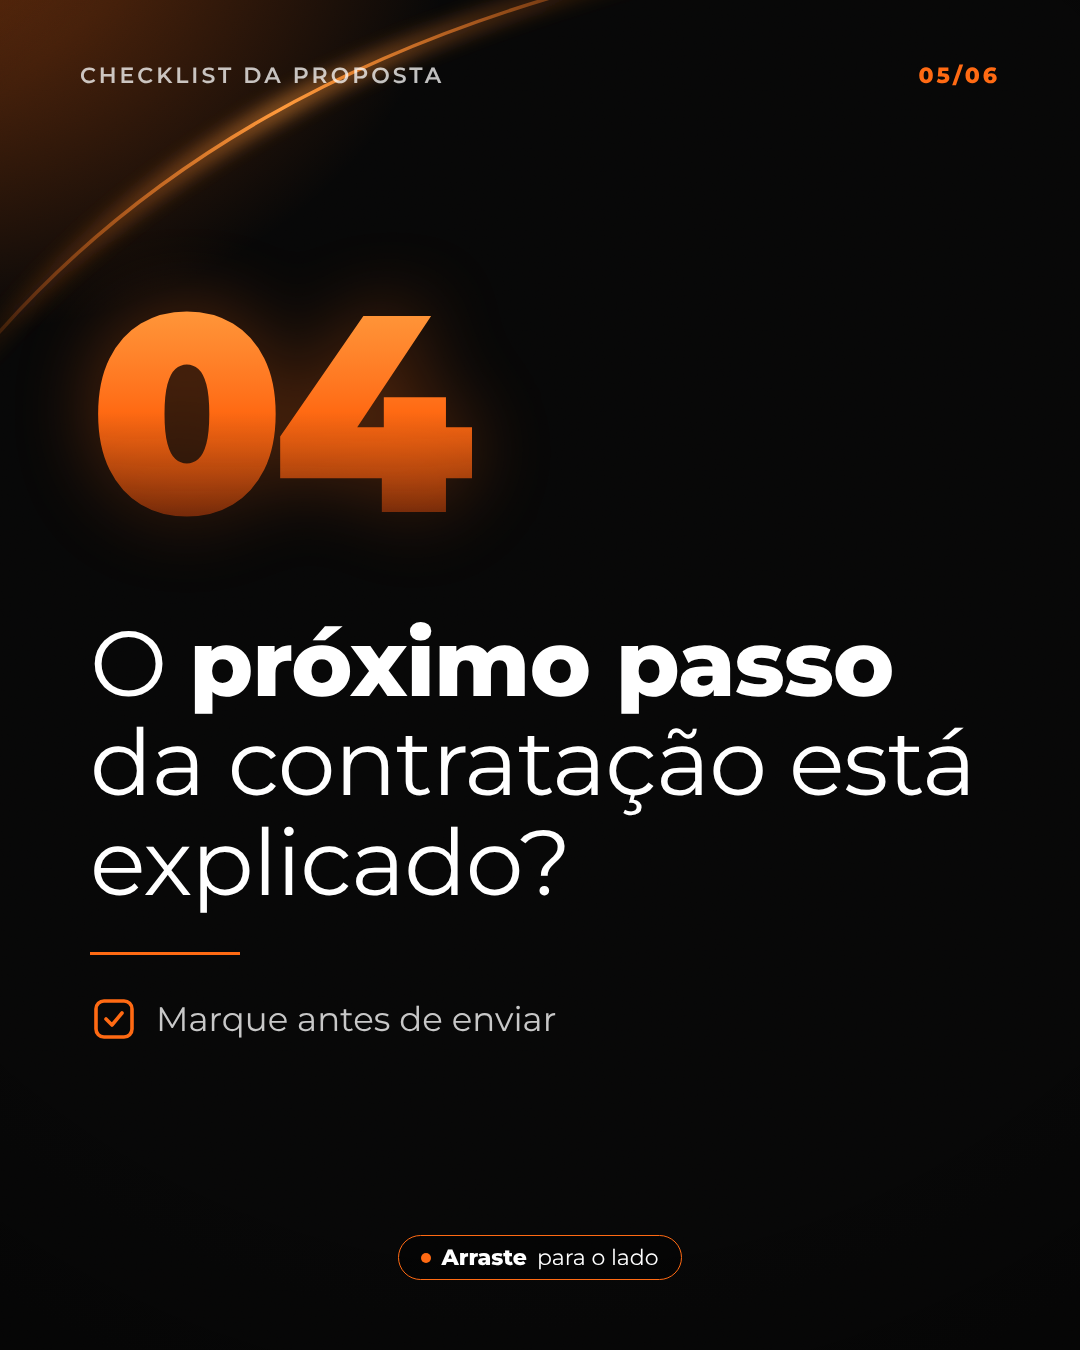 CHECKLIST DA PROPOSTA
05/06
04
O próximo passo
da contratação está
explicado?
Marque antes de enviar
Arraste para o lado